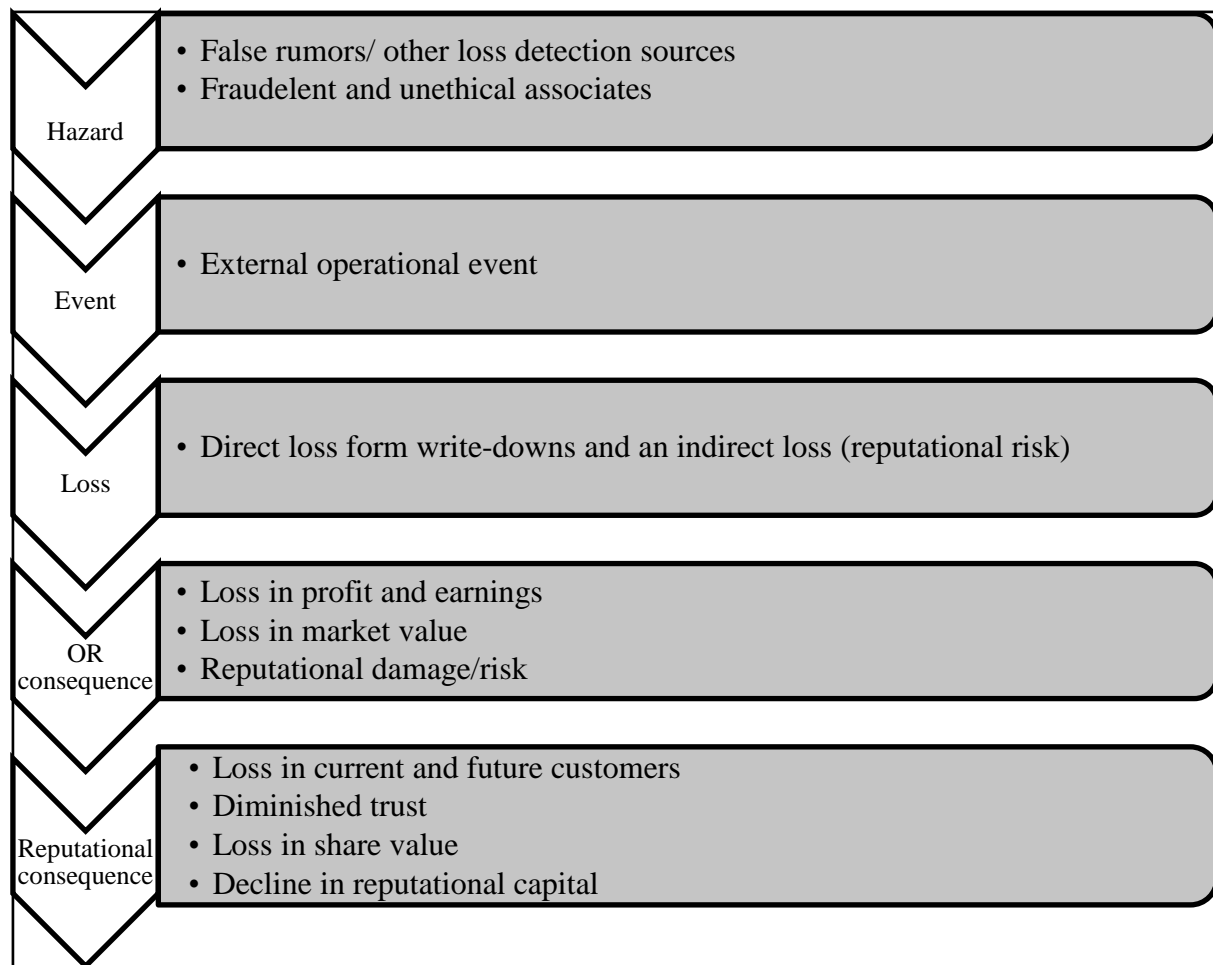 Hazard
• False rumors/ other loss detection sources
• Fraudelent and unethical associates
Event
• External operational event
Loss
• Direct loss form write-downs and an indirect loss (reputational risk)
OR
consequence
• Loss in profit and earnings
• Loss in market value
• Reputational damage/risk
Reputational
consequence
• Loss in current and future customers
• Diminished trust
• Loss in share value
• Decline in reputational capital